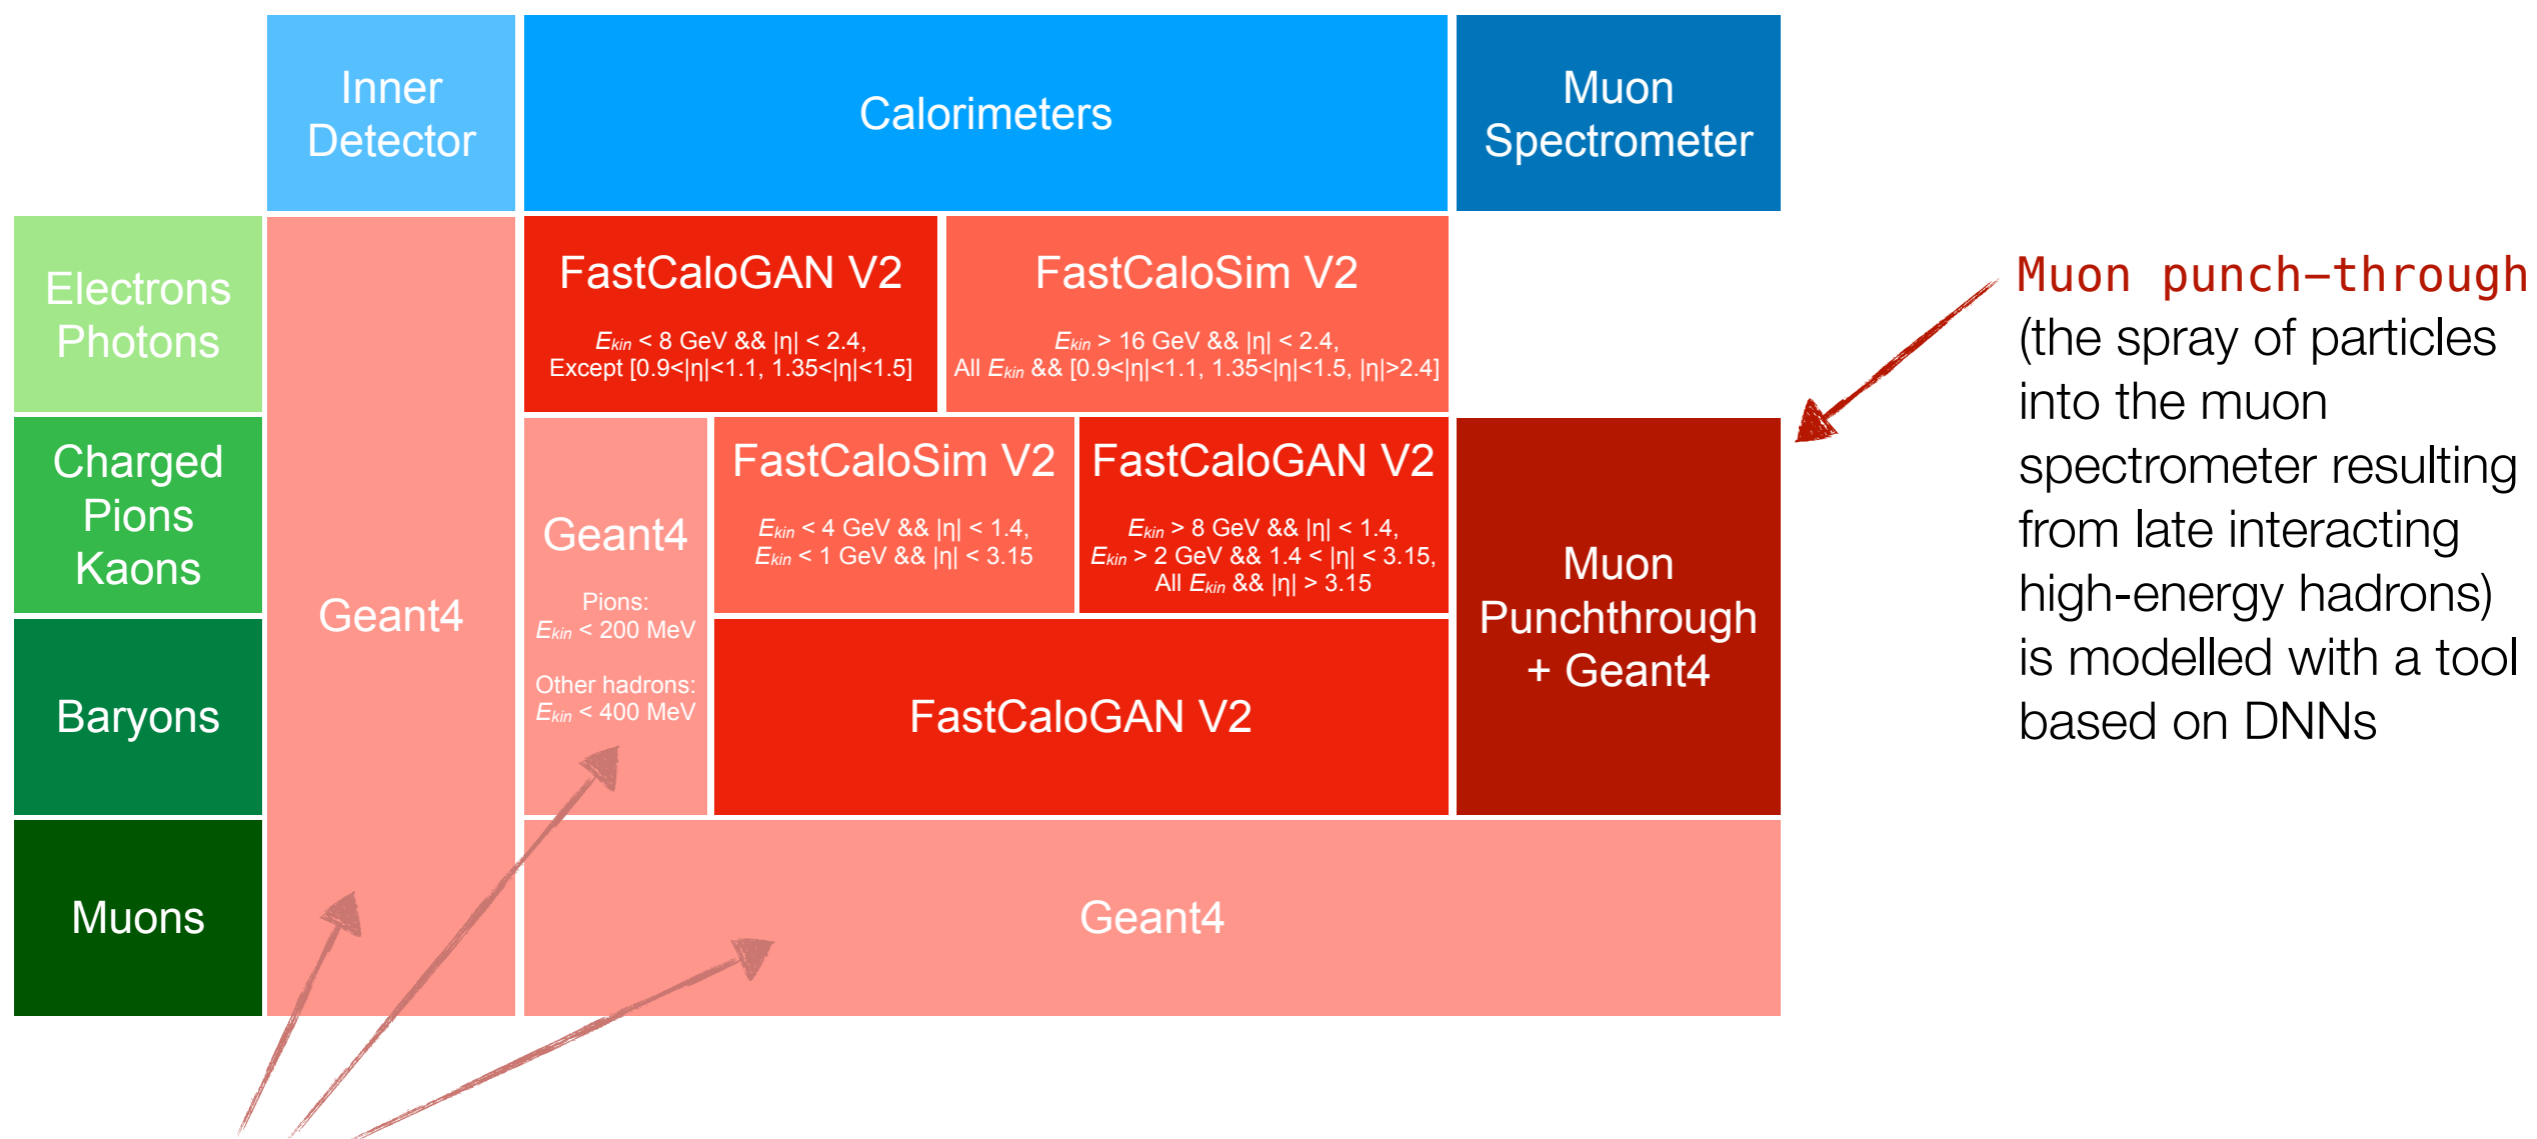 Inner
Detector
Calorimeters
Muon
Spectrometer
Electrons
Photons
Geant4
FastCaloGAN V2
Ekin < 8 GeV && |η| < 2.4,
Except [0.9<|η|<1.1, 1.35<|η|<1.5]
FastCaloSim V2
Ekin > 16 GeV && |η| < 2.4,
All Ekin && [0.9<|η|<1.1, 1.35<|η|<1.5, |η|>2.4]
Charged
Pions
Kaons
Geant4
Pions:
Ekin < 200 MeV
Other hadrons:
Ekin < 400 MeV
FastCaloSim V2
Ekin < 4 GeV && |η| < 1.4,
Ekin < 1 GeV && |η| < 3.15
FastCaloGAN V2
Ekin > 8 GeV && |η| < 1.4,
Ekin > 2 GeV && 1.4 < |η| < 3.15,
All Ekin && |η| > 3.15
Muon
Punchthrough
+ Geant4
Baryons
FastCaloGAN V2
Muons
Geant4
Muon punch-through
(the spray of particles
into the muon
spectrometer resulting
from late interacting
high-energy hadrons)
is modelled with a tool
based on DNNs